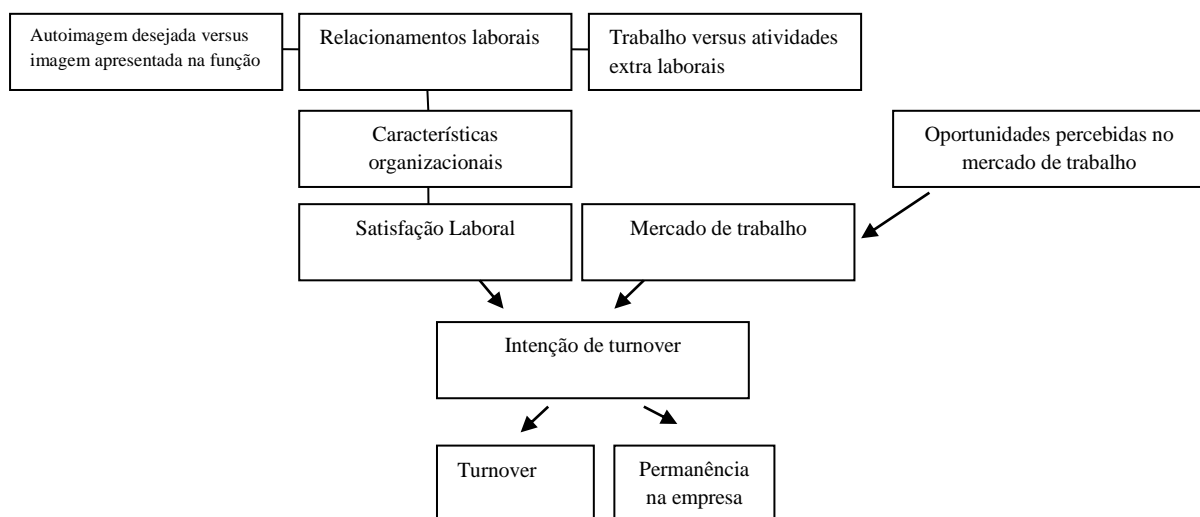 Autoimagem desejada versus
imagem apresentada na função
Relacionamentos laborais
Trabalho versus atividades
extra laborais
Características
organizacionais
Oportunidades percebidas no
mercado de trabalho
Satisfação Laboral
Mercado de trabalho
Intenção de turnover
Turnover
Permanência
na empresa